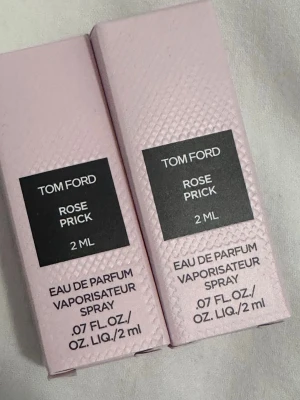 TOM FORD
ROSE
PRICK
2 ML
EAU DE PARFUM
VAPORISATEUR
SPRAY
.07 FL.OZ./
OZ. LIQ./2 ml
TOM FORD
ROSE
PRICK
2 ML
EAU DE PARFUM
VAPORISATEUR
SPRAY
.07 FL.OZ./
OZ. LIQ./2 ml